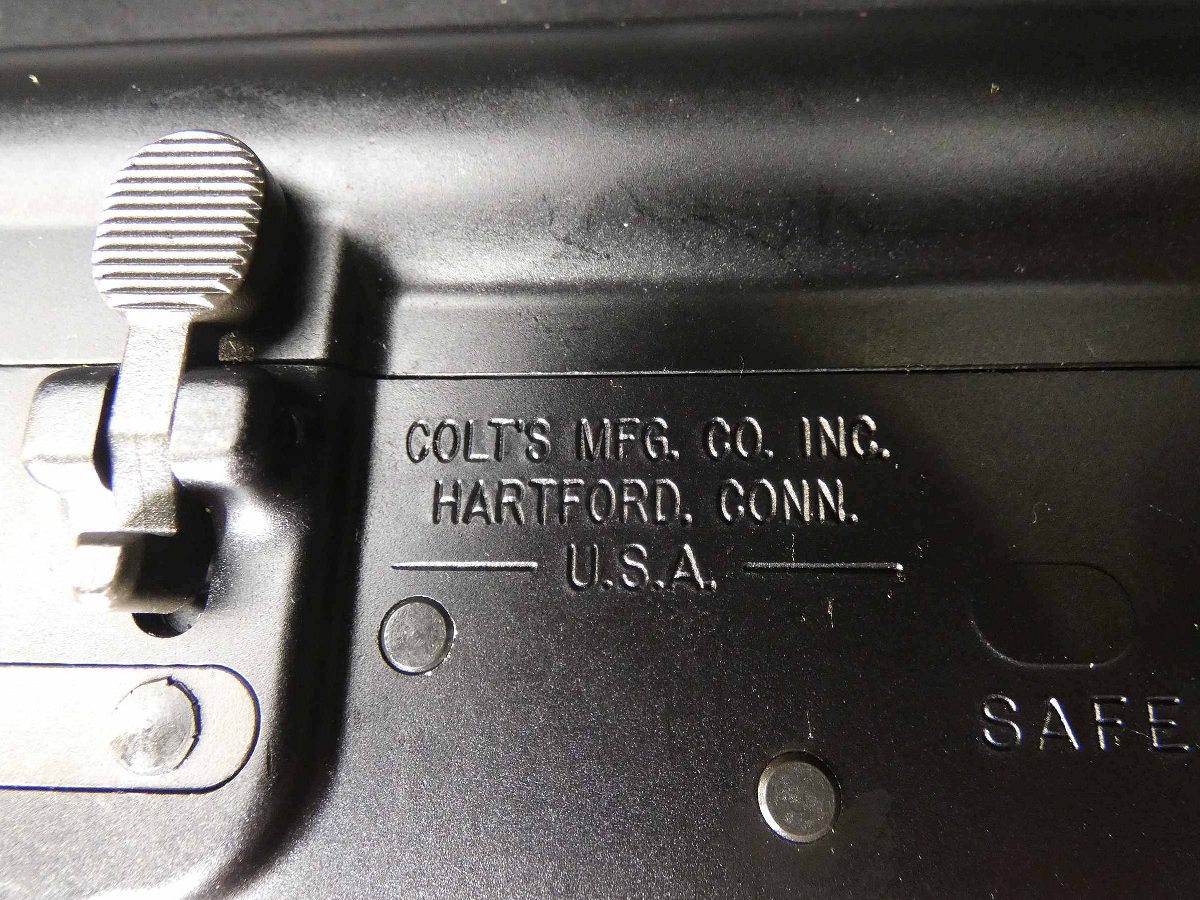 COLT'S MFG. CO. INC.
HARTFORD. CONN.
U.S.A.
SAFE